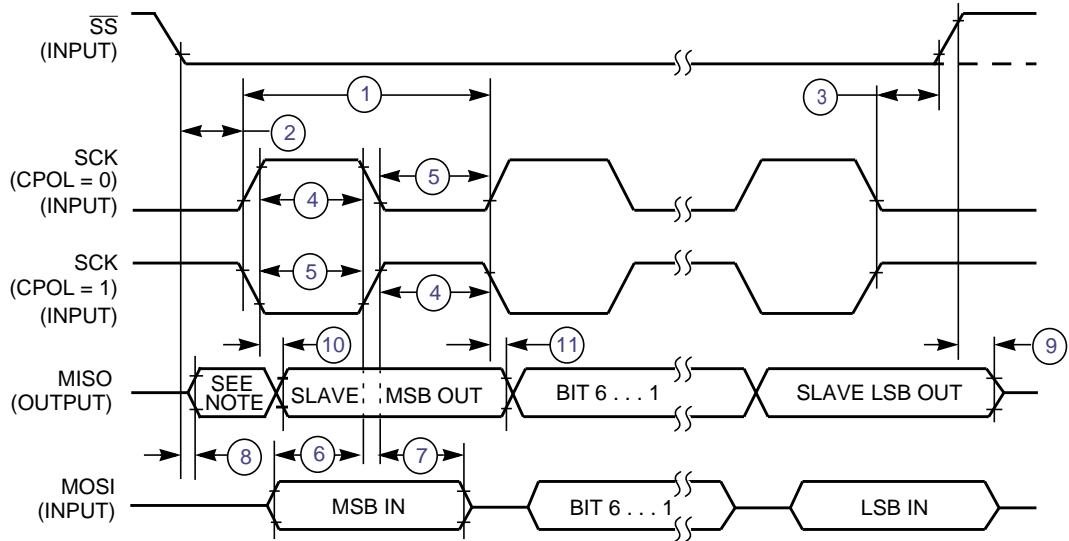 SS
(INPUT)
1
3
2
SCK
(CPOL = 0)
(INPUT)
5
4
SCK
(CPOL = 1)
(INPUT)
5
4
10
11
9
MISO
(OUTPUT)
SEE
NOTE
SLAVE
MSB OUT
BIT 6 . . . 1
SLAVE LSB OUT
8
6
7
MOSI
(INPUT)
MSB IN
BIT 6 . . . 1
LSB IN